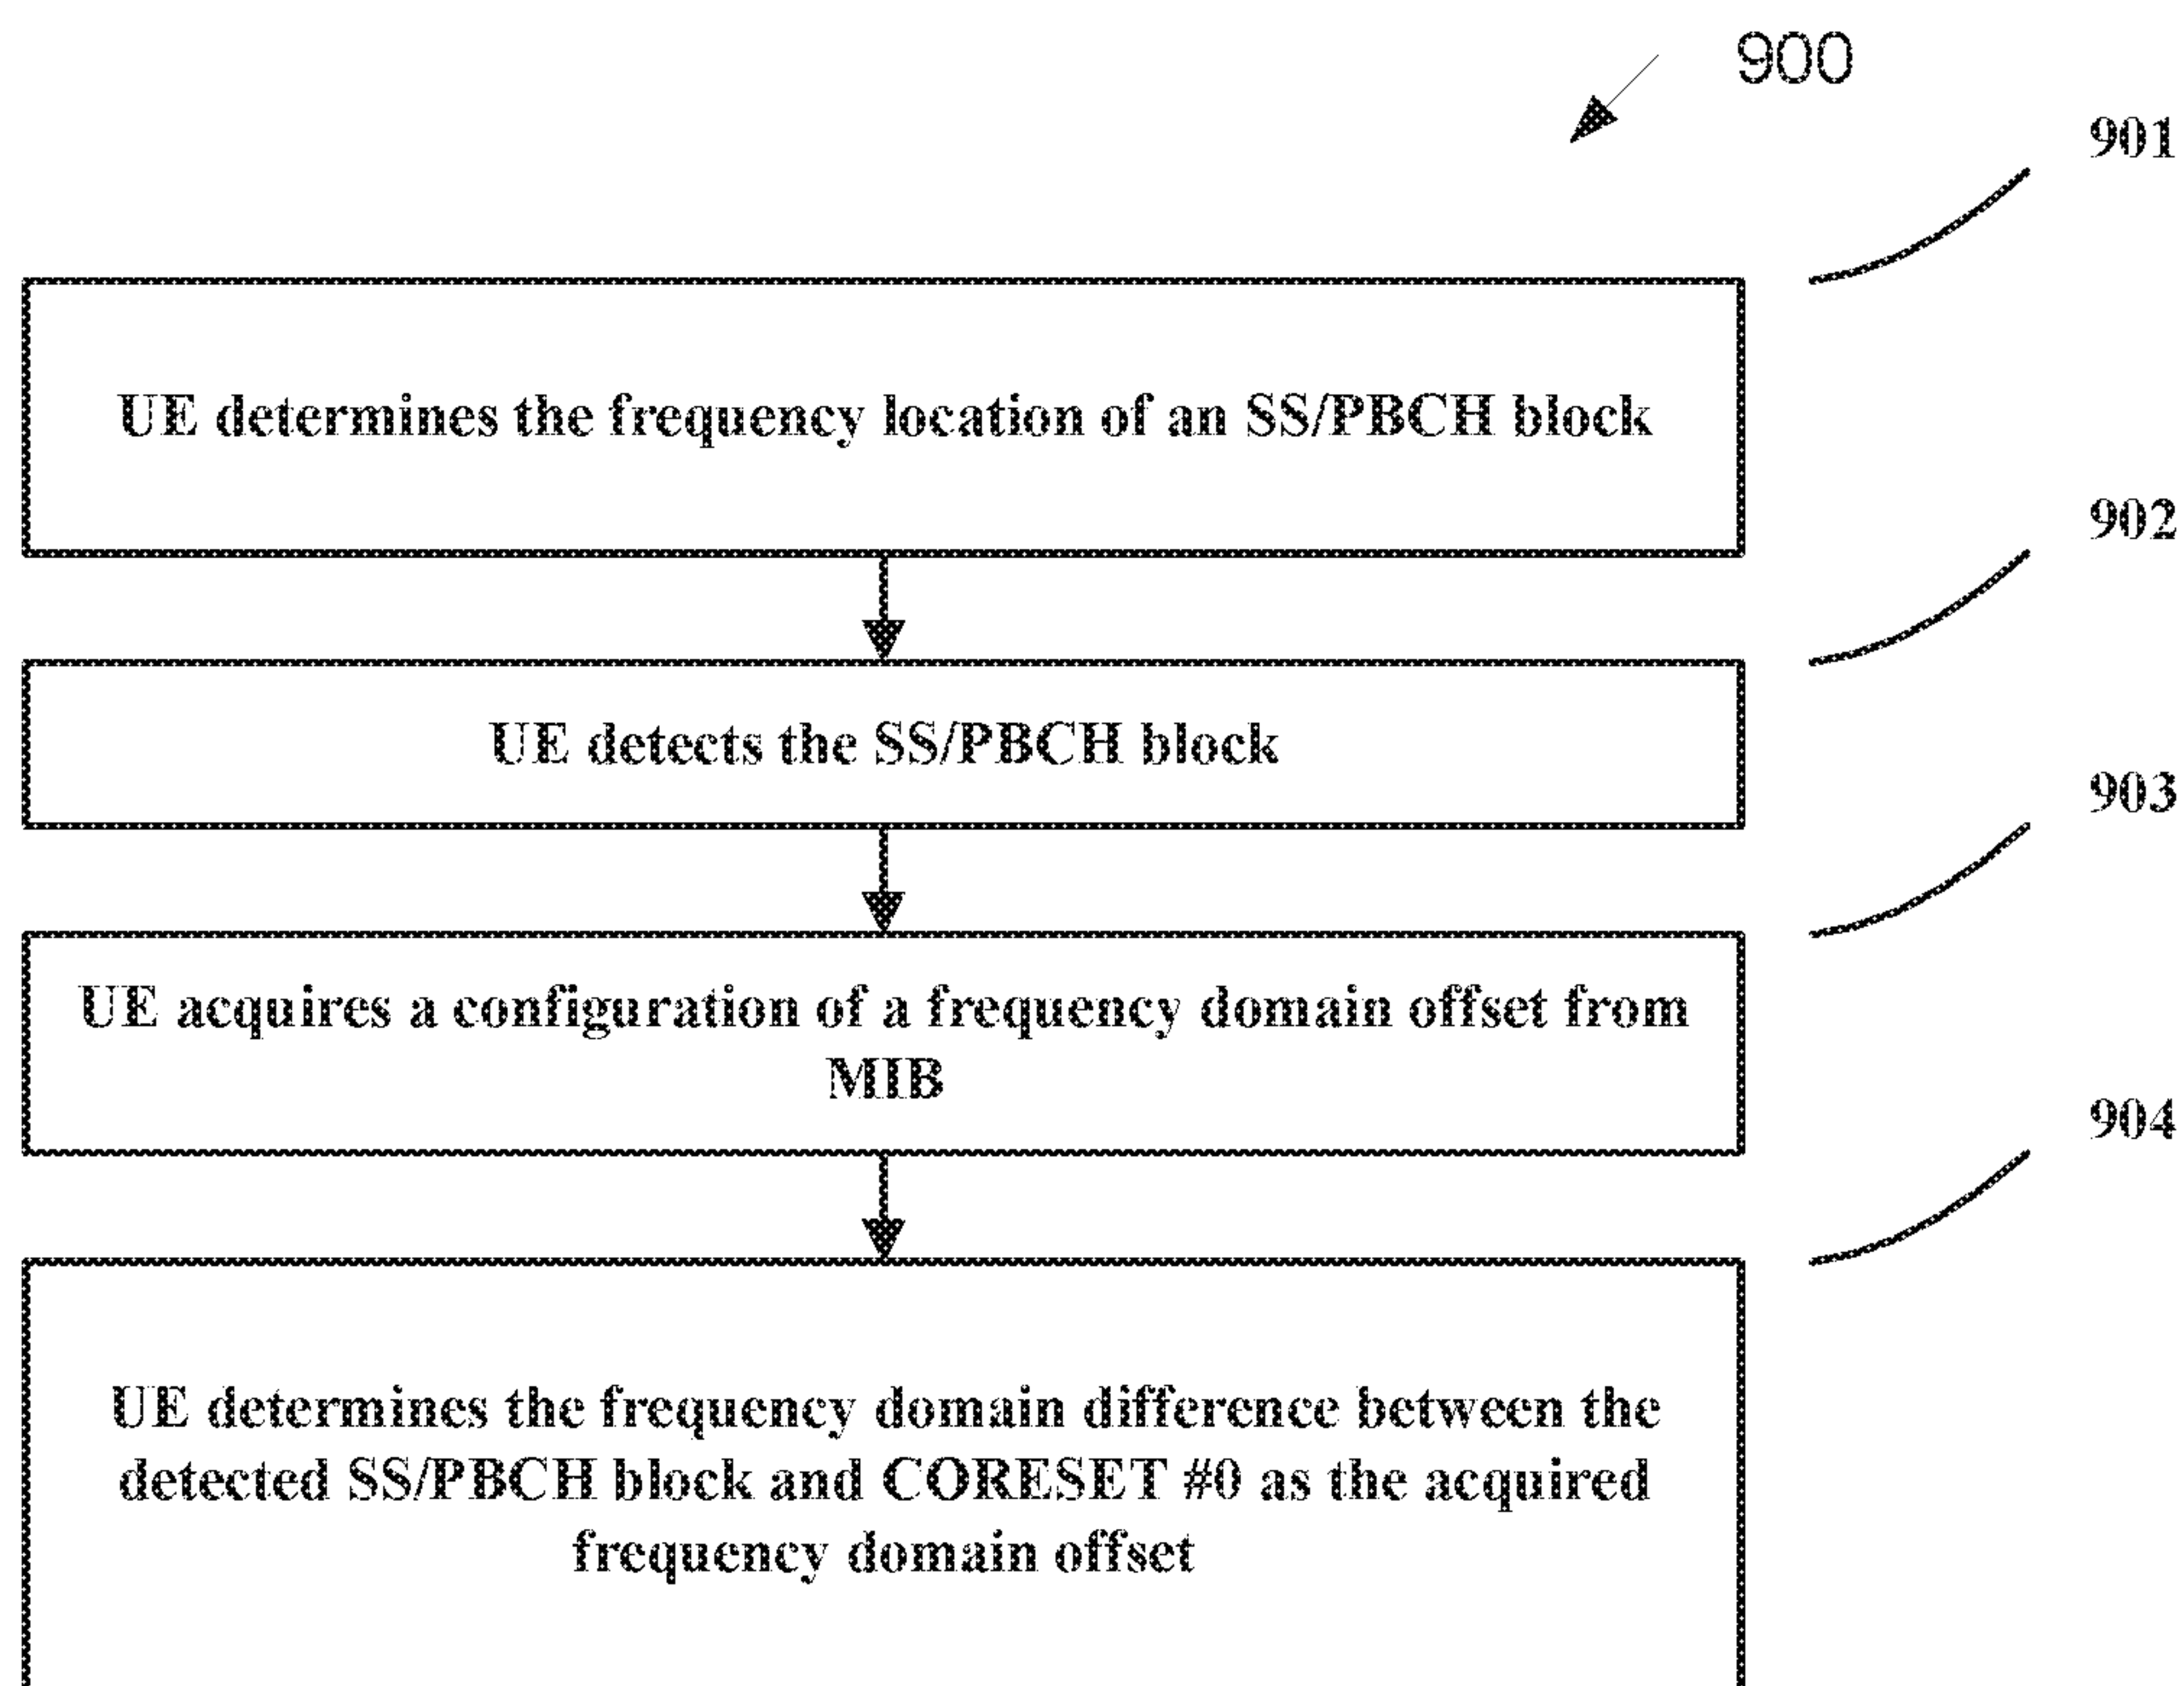 900
901
UE determines the frequency location of an SS/PBCH block
902
UE detects the SS/PBCH block
903
UE acquires a configuration of a frequency domain offset from
MIB
904
UE determines the frequency domain difference between the
detected SS/PBCH block and CORESET #0 as the acquired
frequency domain offset